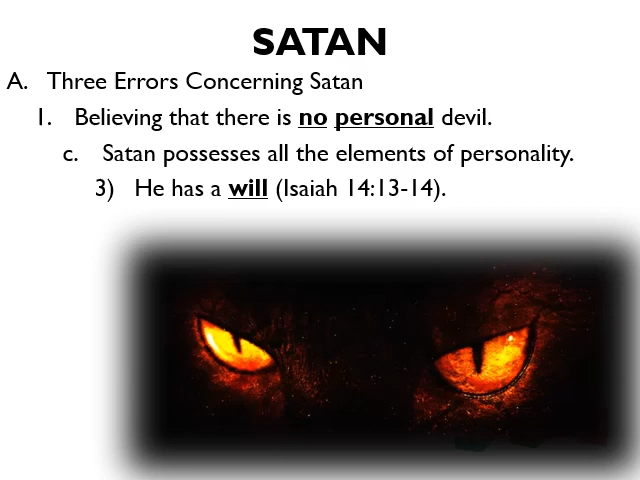 SATAN
A. Three Errors Concerning Satan
1. Believing that there is no personal devil.
c. Satan possesses all the elements of personality.
3) He has a will (Isaiah 14:13-14).